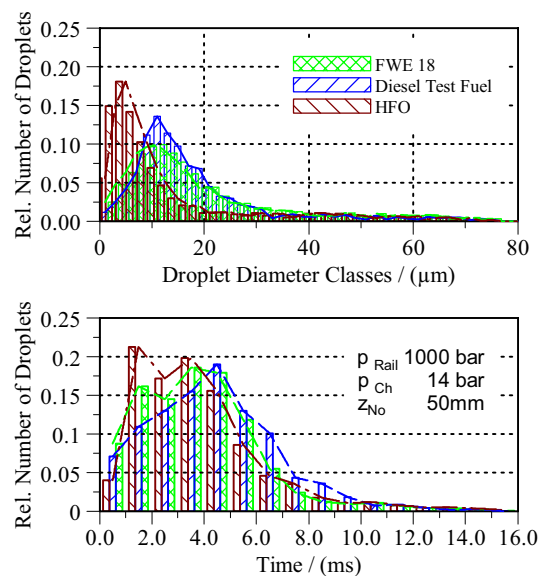 Rel. Number of Droplets
0.25
0.20
0.15
0.10
0.05
0.00
FWE 18
Diesel Test Fuel
HFO
0 20 40 60 80
Droplet Diameter Classes / (µm)
Rel. Number of Droplets
0.25
0.2
0.15
0.1
0.05
0
p Rail 1000 bar
p Ch 14 bar
z No 50mm
0.0 2.0 4.0 6.0 8.0 10.0 12.0 14.0 16.0
Time / (ms)